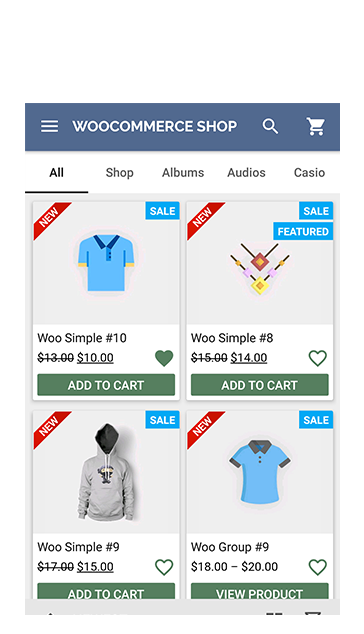 WOOCOMMERCE SHOP
All Shop Albums Audios Casio
NEW SALE
NEW SALE
FEATURED
Woo Simple #10
$13.00 $10.00
ADD TO CART
Woo Simple #8
$15.00 $14.00
ADD TO CART
NEW SALE
Woo Simple #9
$17.00 $15.00
ADD TO CART
NEW SALE
Woo Group #9
$18.00 – $20.00
VIEW PRODUCT